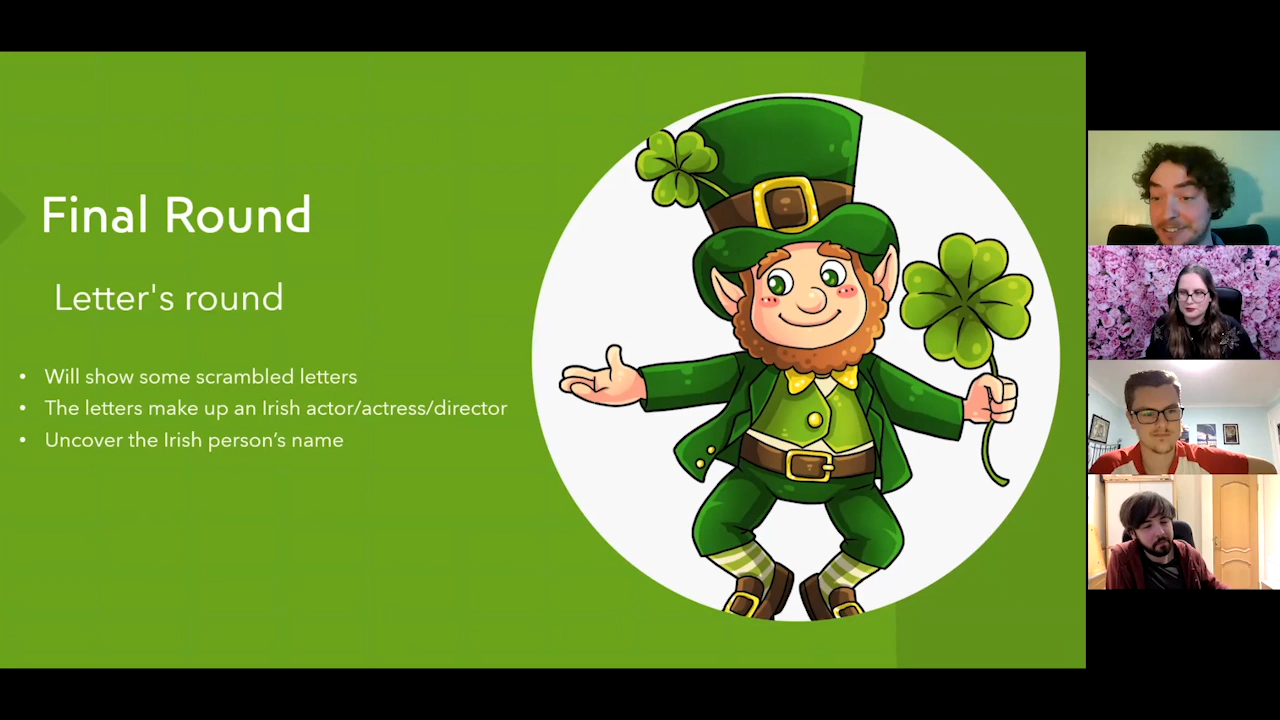 Final Round
Letter's round
• Will show some scrambled letters
• The letters make up an Irish actor/actress/director
• Uncover the Irish person’s name